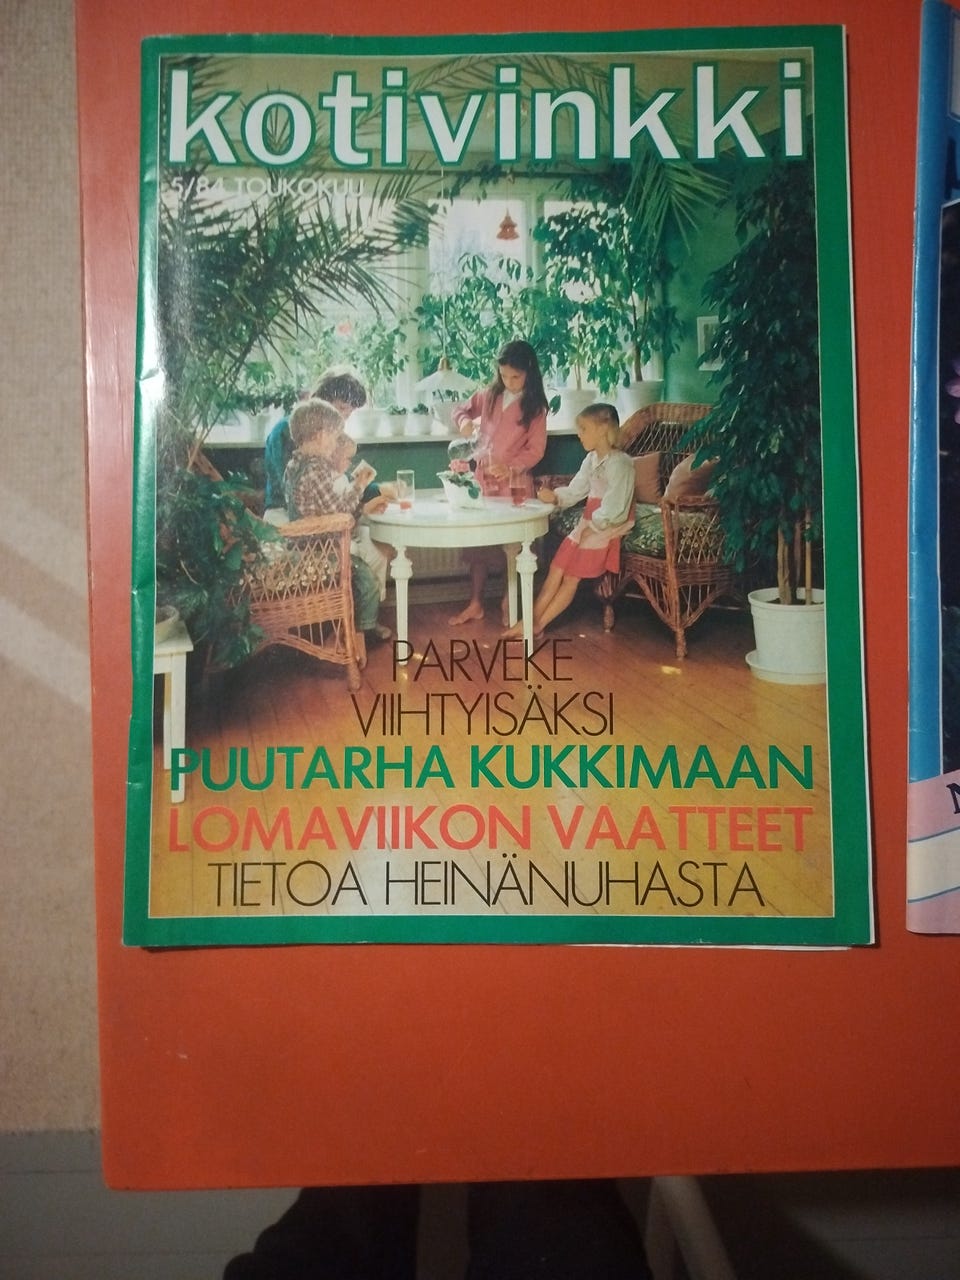 kotivinkki
5/84 TOUKOKUU
PARVEKE
VIIHTYISÄKSI
PUUTARHA KUKKIMAAN
LOMAVIIKON VAATTEET
TIETOA HEINÄNUHASTA